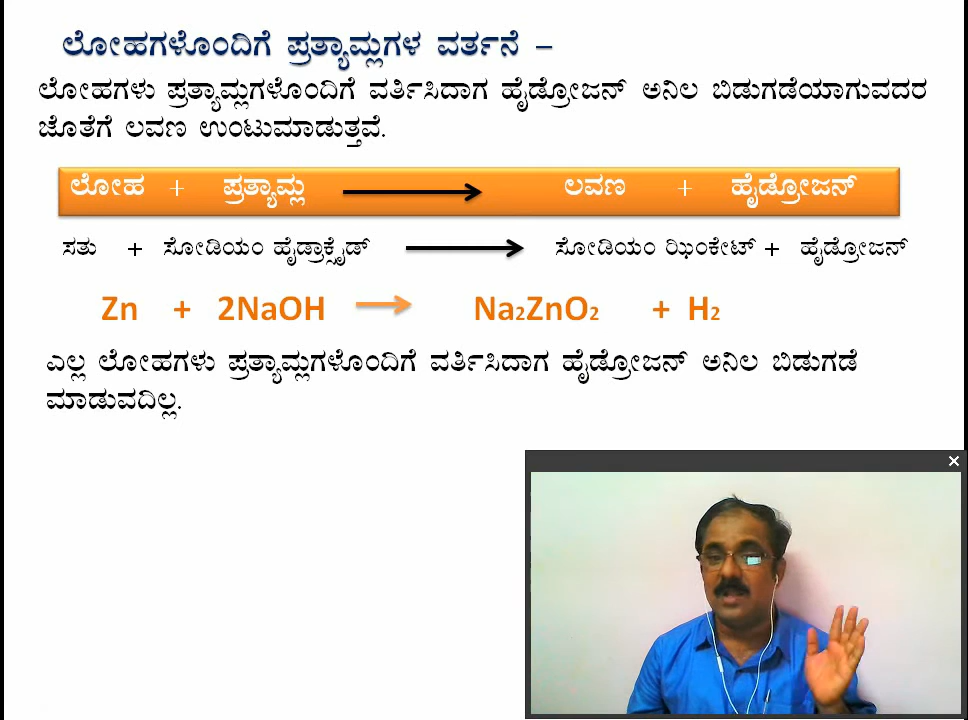 ಲೋಹಗಳೊಂದಿಗೆ ಪ್ರತ್ಯಾಮ್ಲಗಳ ವರ್ತನೆ –
ಲೋಹಗಳು ಪ್ರತ್ಯಾಮ್ಲಗಳೊಂದಿಗೆ ವರ್ತಿಸಿದಾಗ ಹೈಡ್ರೋಜನ್ ಅನಿಲ ಬಿಡುಗಡೆಯಾಗುವದರ
ಜೊತೆಗೆ ಲವಣ ಉಂಟುಮಾಡುತ್ತವೆ.
ಲೋಹ + ಪ್ರತ್ಯಾಮ್ಲ ⟶ ಲವಣ + ಹೈಡ್ರೋಜನ್
ಸತು + ಸೋಡಿಯಂ ಹೈಡ್ರಾಕ್ಸೈಡ್ ⟶ ಸೋಡಿಯಂ ಝಿಂಕೇಟ್ + ಹೈಡ್ರೋಜನ್
Zn + 2NaOH → Na₂ZnO₂ + H₂
ಎಲ್ಲ ಲೋಹಗಳು ಪ್ರತ್ಯಾಮ್ಲಗಳೊಂದಿಗೆ ವರ್ತಿಸಿದಾಗ ಹೈಡ್ರೋಜನ್ ಅನಿಲ ಬಿಡುಗಡೆ
ಮಾಡುವದಿಲ್ಲ.